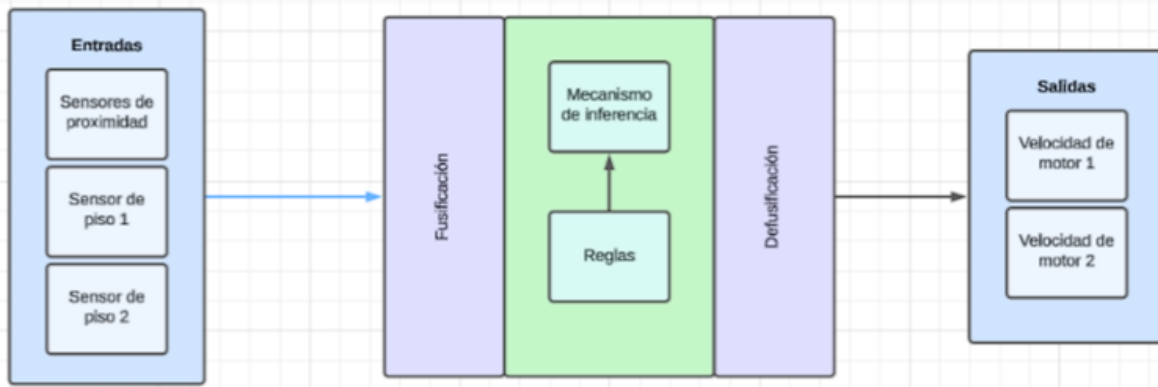 Entradas
Sensores de
proximidad
Sensor de
piso 1
Sensor de
piso 2
Fusificación
Mecanismo
de inferencia
Reglas
Defusificación
Salidas
Velocidad de
motor 1
Velocidad de
motor 2